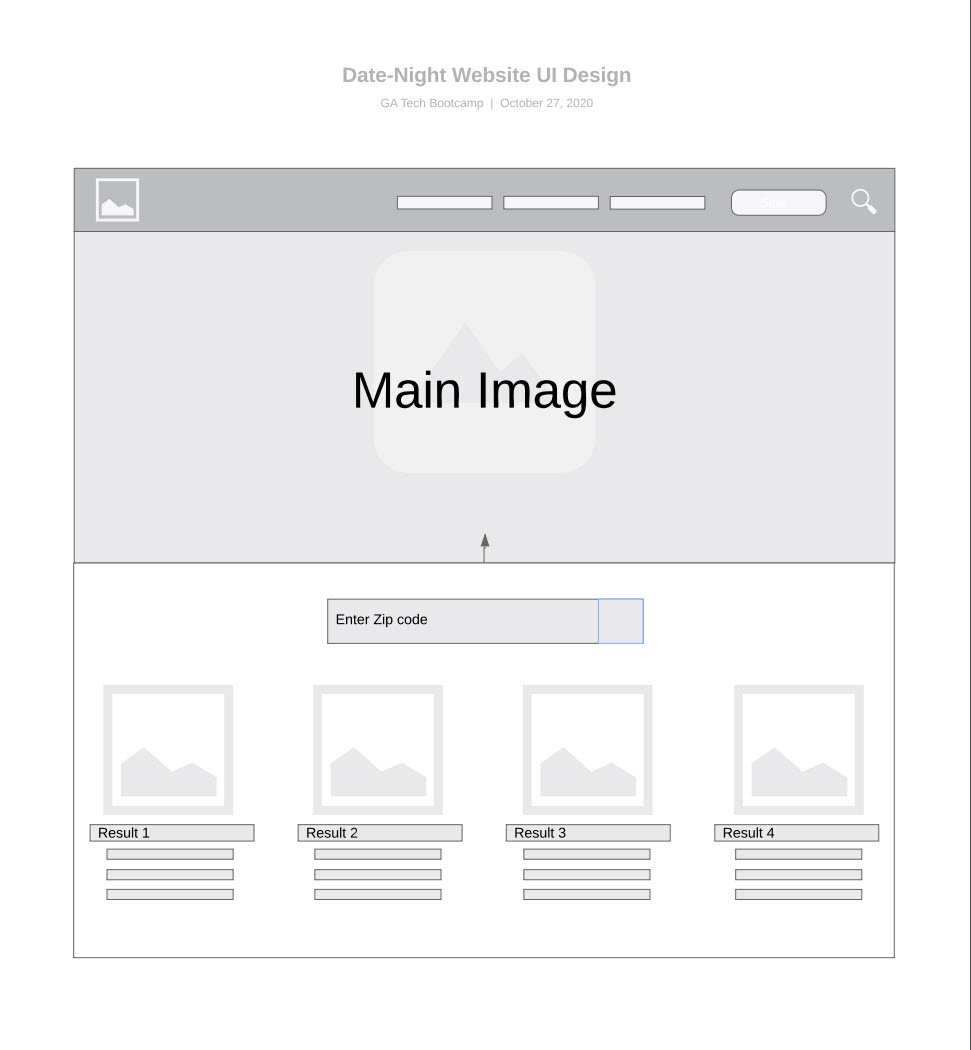 Date-Night Website UI Design
GA Tech Bootcamp | October 27, 2020
Main Image
Enter Zip code
Result 1
Result 2
Result 3
Result 4